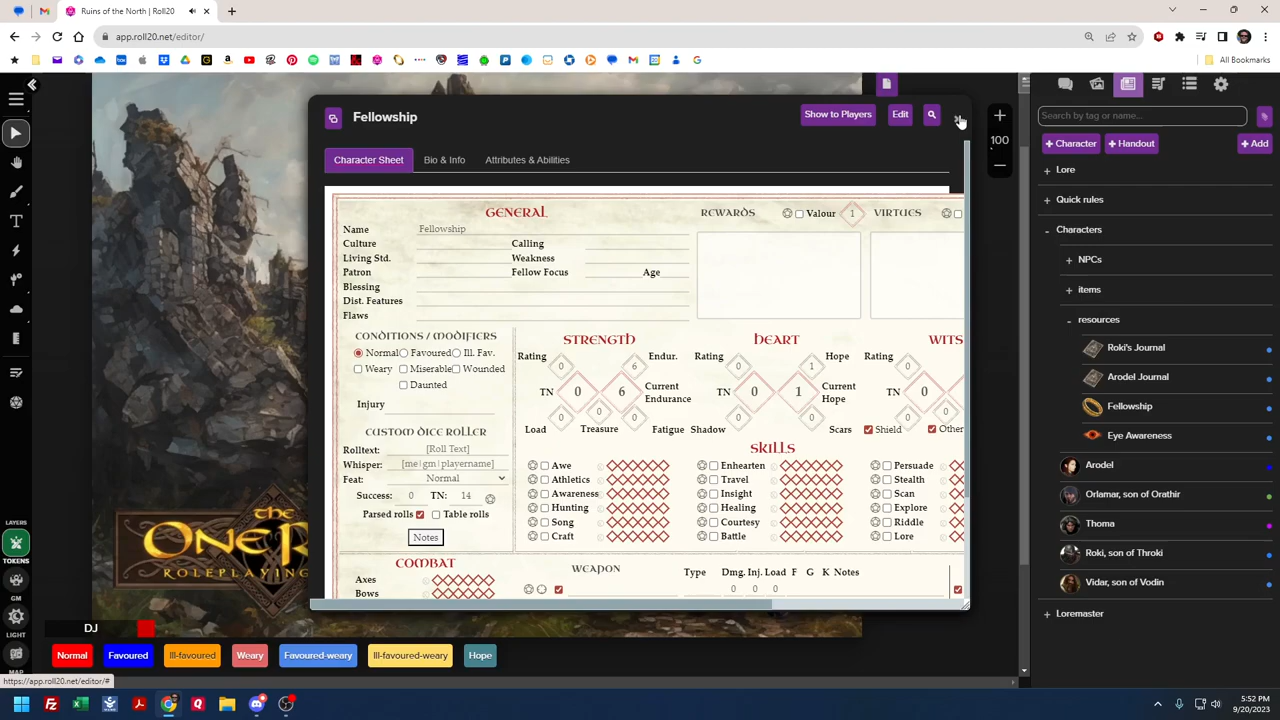 Ruins of the North | Roll20
app.roll20.net/editor/
All Bookmarks
Fellowship
Show to Players
Edit
Character Sheet
Bio & Info
Attributes & Abilities
GENERAL
Name Fellowship
Culture Calling
Living Std. Weakness
Patron Fellow Focus Age
Blessing
Dist. Features
Flaws
REWARDS Valour 1 VIRTUES
CONDITIONS / MODIFIERS
Normal Favoured Ill. Fav.
Weary Miserable Wounded
Daunted
Injury
CUSTOM DICE ROLLER
Rolltext: [Roll Text]
Whisper: [me|gm|playername]
Feat: Normal
Success: 0 TN: 14
Parsed rolls Table rolls
Notes
STRENGTH
Rating 0 6 Endur.
TN 0 6 Current Endurance
0 0 0
Load Treasure Fatigue
HEART
Rating 0 1 Hope
TN 0 1 Current Hope
0 0
Shadow Scars
WITS
Rating 0
TN 0
0 0
Shield Other
SKILLS
Awe Enhearten Persuade
Athletics Travel Stealth
Awareness Insight Scan
Hunting Healing Explore
Song Courtesy Riddle
Craft Battle Lore
COMBAT
Axes
Bows
WEAPON Type Dmg. Inj. Load F G K Notes
0 0 0
100
Search by tag or name...
+ Character
+ Handout
+ Add
+ Lore
+ Quick rules
- Characters
+ NPCs
+ items
- resources
Roki's Journal
Arodel Journal
Fellowship
Eye Awareness
Arodel
Orlamar, son of Orathir
Thoma
Roki, son of Throki
Vidar, son of Vodin
+ Loremaster
LAYERS
TOKENS
GM
LIGHT
MAP
THE
ONE R
ROLEPLAYING
DJ
Normal
Favoured
Ill-favoured
Weary
Favoured-weary
Ill-favoured-weary
Hope
https://app.roll20.net/editor/#
5:52 PM
9/20/2023